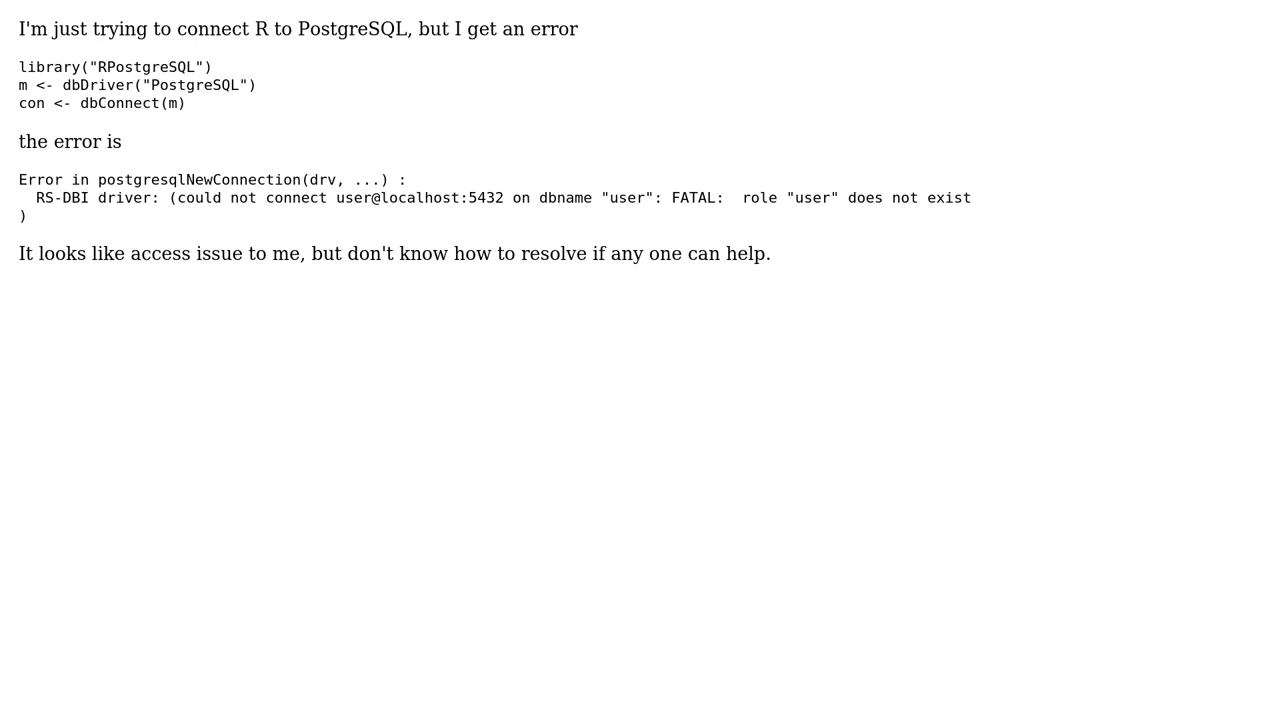 I'm just trying to connect R to PostgreSQL, but I get an error
library("RPostgreSQL")
m <- dbDriver("PostgreSQL")
con <- dbConnect(m)
the error is
Error in postgresqlNewConnection(drv, ...) :
  RS-DBI driver: (could not connect user@localhost:5432 on dbname "user": FATAL:  role "user" does not exist
)
It looks like access issue to me, but don't know how to resolve if any one can help.